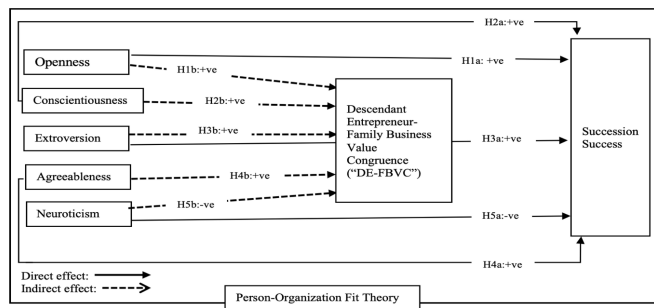 H2a:+ve
Openness
H1a: +ve
H1b:+ve
Conscientiousness
H2b:+ve
Extroversion
H3b:+ve
Descendant
Entrepreneur-
Family Business
Value
Congruence
("DE-FBVC")
H3a:+ve
Succession
Success
Agreeableness
H4b:+ve
Neuroticism
H5b:-ve
H5a:-ve
H4a:+ve
Direct effect:
Indirect effect:
Person-Organization Fit Theory